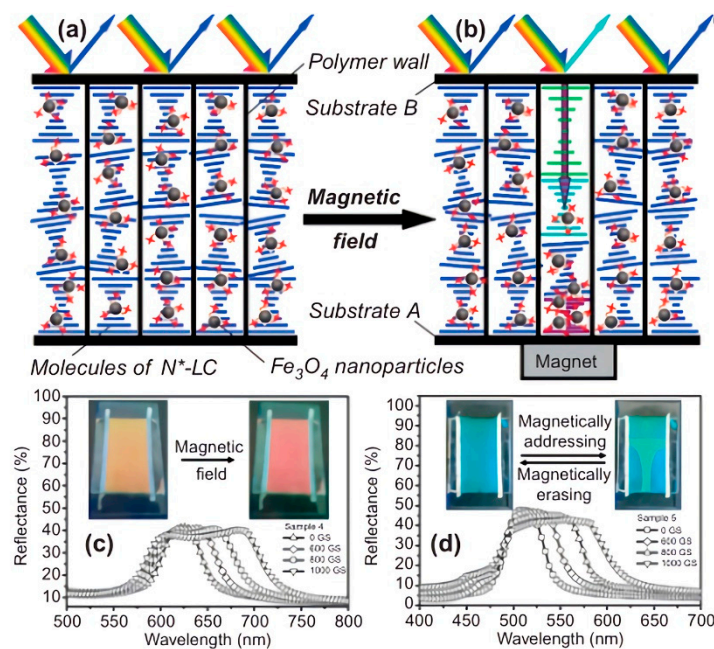 (a)
(b)
Polymer wall
Substrate B
Magnetic
field
Substrate A
Molecules of N*-LC
Fe3O4 nanoparticles
Magnet
100
90
80
70
60
50
40
30
20
10
Reflectance (%)
Magnetic
field
(c)
Sample 4
0 GS
600 GS
800 GS
1000 GS
500 550 600 650 700 750 800
Wavelength (nm)
100
90
80
70
60
50
40
30
20
10
0
Reflectance (%)
Magnetically
addressing
Magnetically
erasing
(d)
Sample 5
0 GS
600 GS
800 GS
1000 GS
400 450 500 550 600 650 700
Wavelength (nm)